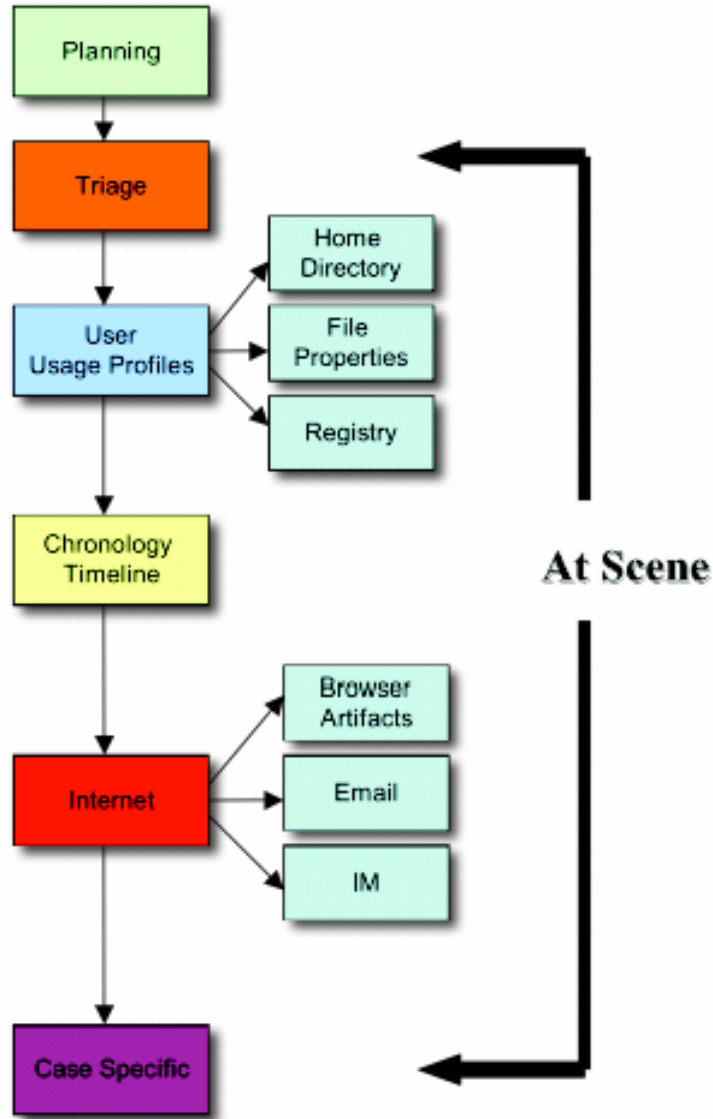 Planning
Triage
Home
Directory
User
Usage Profiles
File
Properties
Registry
Chronology
Timeline
At Scene
Browser
Artifacts
Internet
Email
IM
Case Specific